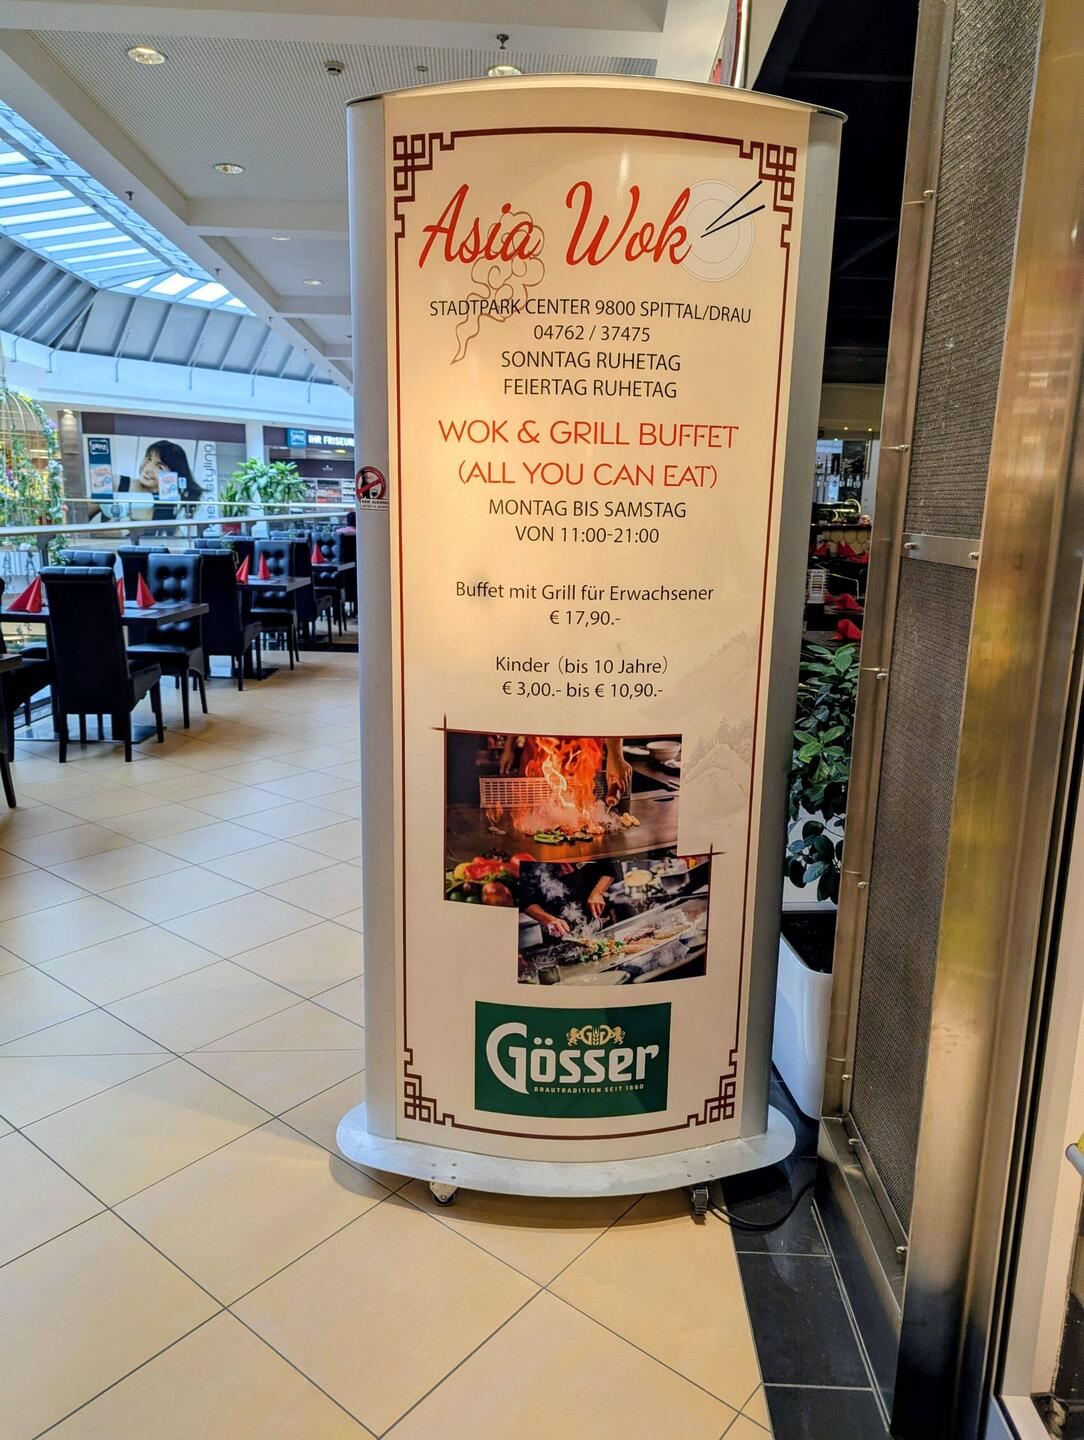 Asia Wok
STADTPARK CENTER 9800 SPITTAL/DRAU
04762 / 37475
SONNTAG RUHETAG
FEIERTAG RUHETAG
WOK & GRILL BUFFET
(ALL YOU CAN EAT)
MONTAG BIS SAMSTAG
VON 11:00-21:00
Buffet mit Grill für Erwachsener
€ 17,90.-
Kinder (bis 10 Jahre)
€ 3,00.- bis € 10,90.-
Gösser
BRAUTRADITION SEIT 1860
IHR FRISEUR
styling